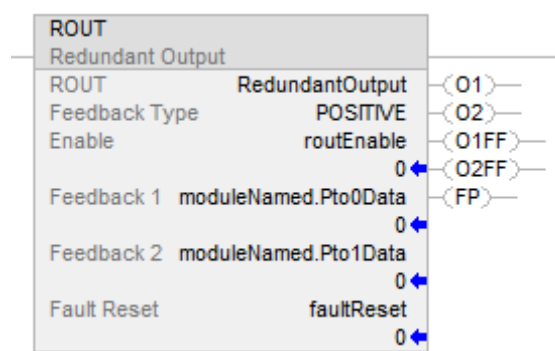 ROUT
Redundant Output
ROUT RedundantOutput O1
Feedback Type POSITIVE O2
Enable routEnable O1FF
0 O2FF
Feedback 1 moduleNamed.Pto0Data FP
0
Feedback 2 moduleNamed.Pto1Data
0
Fault Reset faultReset
0